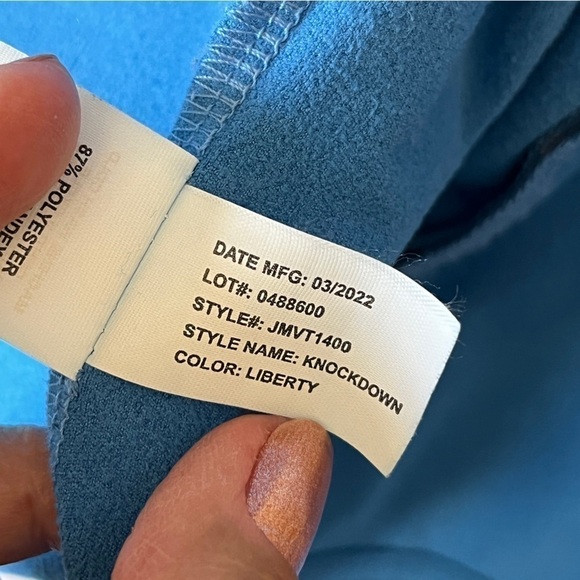 87% POLYESTER
DATE MFG: 03/2022
LOT#: 0488600
STYLE#: JMVT1400
STYLE NAME: KNOCKDOWN
COLOR: LIBERTY